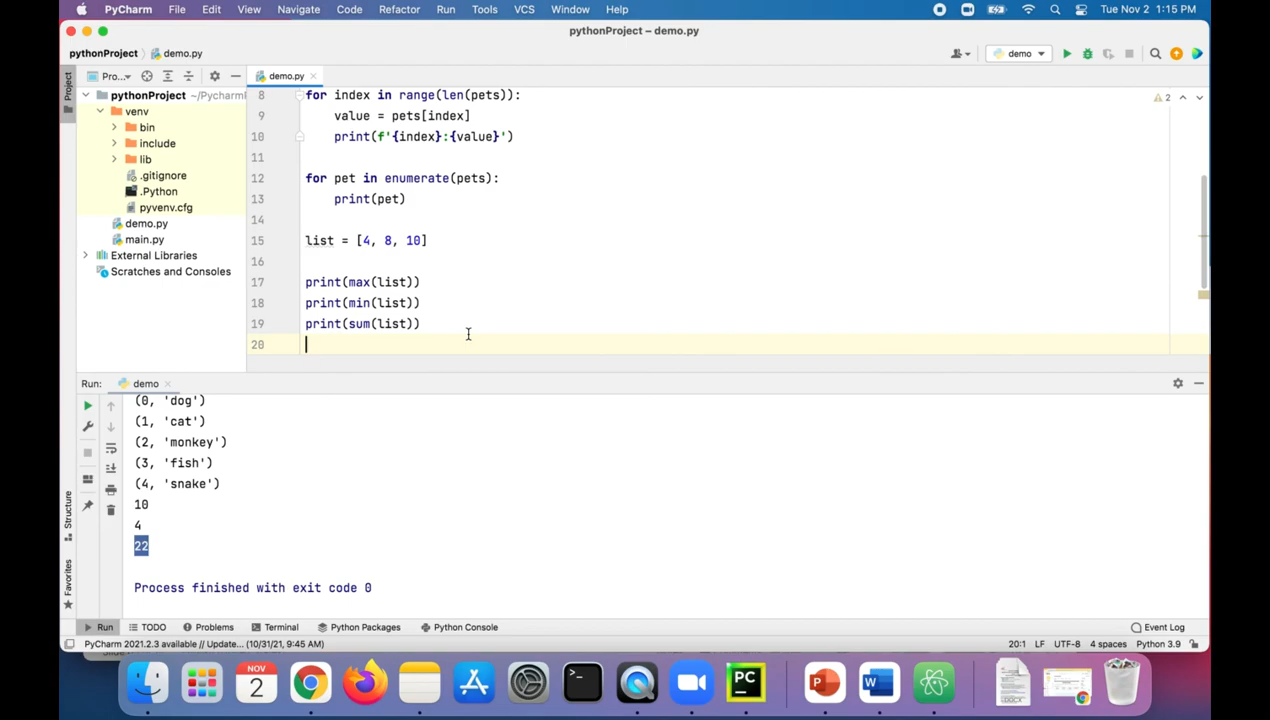 PyCharm File Edit View Navigate Code Refactor Run Tools VCS Window Help Tue Nov 2 1:15 PM
pythonProject – demo.py
pythonProject demo.py demo
Project Pro... demo.py
pythonProject ~/Pycharm
venv
bin
include
lib
.gitignore
.Python
pyvenv.cfg
demo.py
main.py
External Libraries
Scratches and Consoles
2
8 for index in range(len(pets)):
9 value = pets[index]
10 print(f'{index}:{value}')
11
12 for pet in enumerate(pets):
13 print(pet)
14
15 list = [4, 8, 10]
16
17 print(max(list))
18 print(min(list))
19 print(sum(list))
20
Run: demo
(0, 'dog')
(1, 'cat')
(2, 'monkey')
(3, 'fish')
(4, 'snake')
10
4
22
Process finished with exit code 0
Structure
Favorites
Run TODO Problems Terminal Python Packages Python Console Event Log
PyCharm 2021.2.3 available // Update... (10/31/21, 9:45 AM) 20:1 LF UTF-8 4 spaces Python 3.9
NOV
2
>_
PC
P
W
DOCX